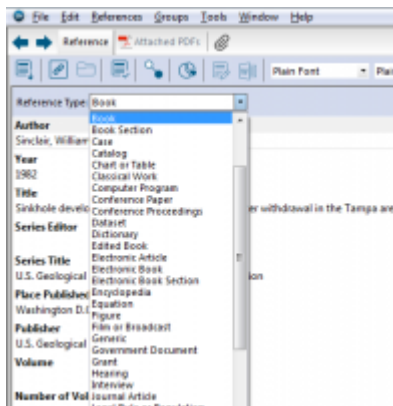 File Edit References Groups Tools Window Help
Reference Attached PDFs
Plain Font Plai
Reference Type: Book
Book
Book Section
Case
Catalog
Chart or Table
Classical Work
Computer Program
Conference Paper
Conference Proceedings
Dataset
Dictionary
Edited Book
Electronic Article
Electronic Book
Electronic Book Section
Encyclopedia
Equation
Figure
Film or Broadcast
Generic
Government Document
Grant
Hearing
Interview
Journal Article
Author
Sinclair, William
Year
1982
Title
Sinkhole develo er withdrawal in the Tampa are
Series Editor
Series Title
U.S. Geological ion
Place Published
Washington D.C
Publisher
U.S. Geological
Volume
Number of Vol